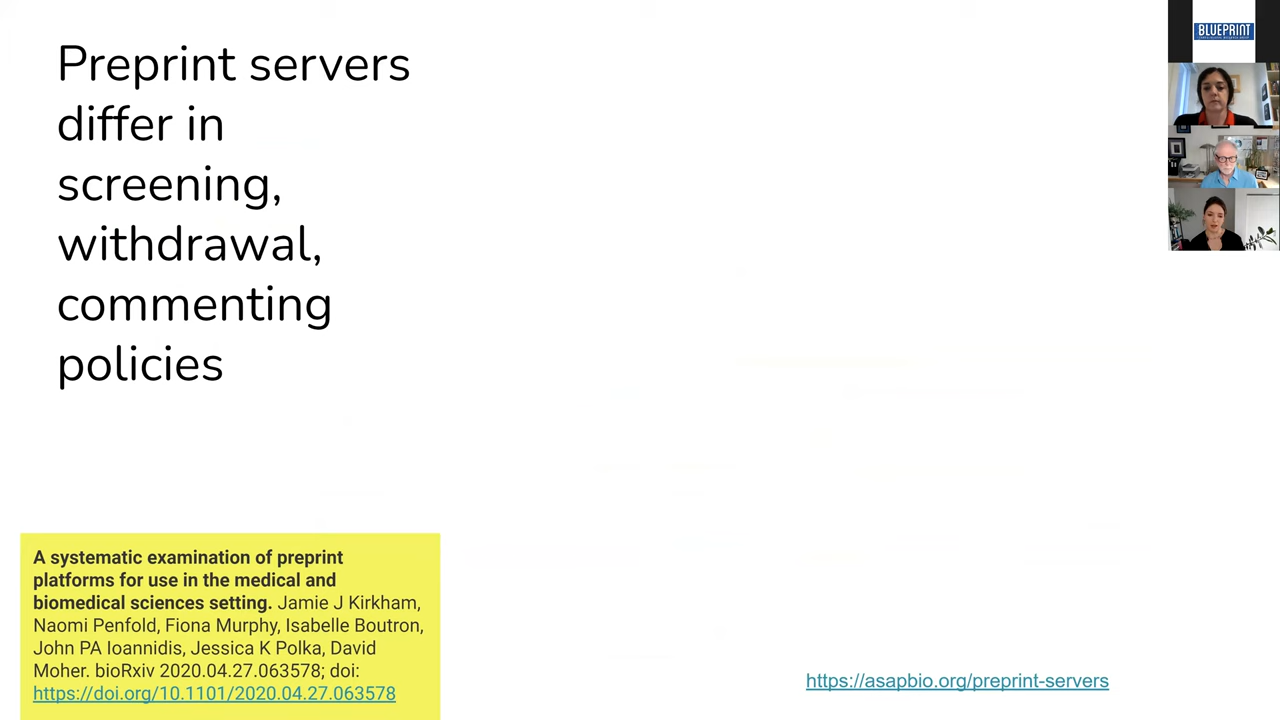 Preprint servers
differ in
screening,
withdrawal,
commenting
policies
BLUEPRINT
A systematic examination of preprint
platforms for use in the medical and
biomedical sciences setting. Jamie J Kirkham,
Naomi Penfold, Fiona Murphy, Isabelle Boutron,
John PA Ioannidis, Jessica K Polka, David
Moher. bioRxiv 2020.04.27.063578; doi:
https://doi.org/10.1101/2020.04.27.063578
https://asapbio.org/preprint-servers